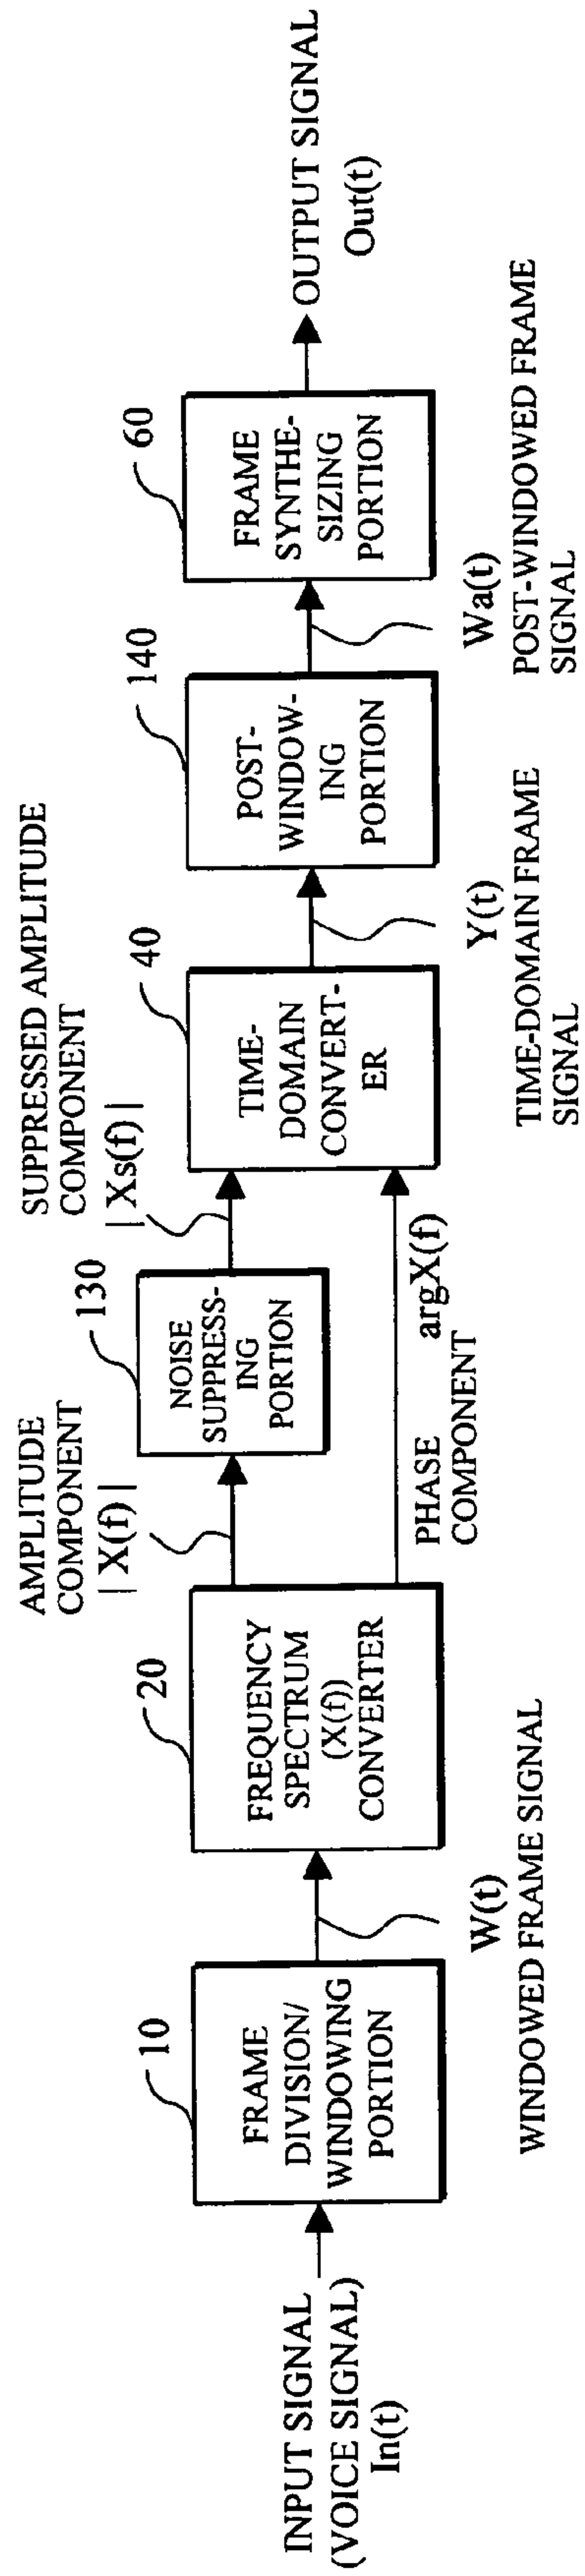 INPUT SIGNAL
(VOICE SIGNAL)
In(t)
10
FRAME
DIVISION/
WINDOWING
PORTION
W(t)
WINDOWED FRAME SIGNAL
20
FREQUENCY
SPECTRUM
(X(f))
CONVERTER
AMPLITUDE
COMPONENT
| X(f) |
PHASE
COMPONENT
argX(f)
130
NOISE
SUPPRESS-
ING
PORTION
SUPPRESSED AMPLITUDE
COMPONENT
| Xs(f) |
40
TIME-
DOMAIN
CONVERT-
ER
Y(t)
TIME-DOMAIN FRAME
SIGNAL
140
POST-
WINDOW-
ING
PORTION
Wa(t)
POST-WINDOWED FRAME
SIGNAL
60
FRAME
SYNTHE-
SIZING
PORTION
OUTPUT SIGNAL
Out(t)